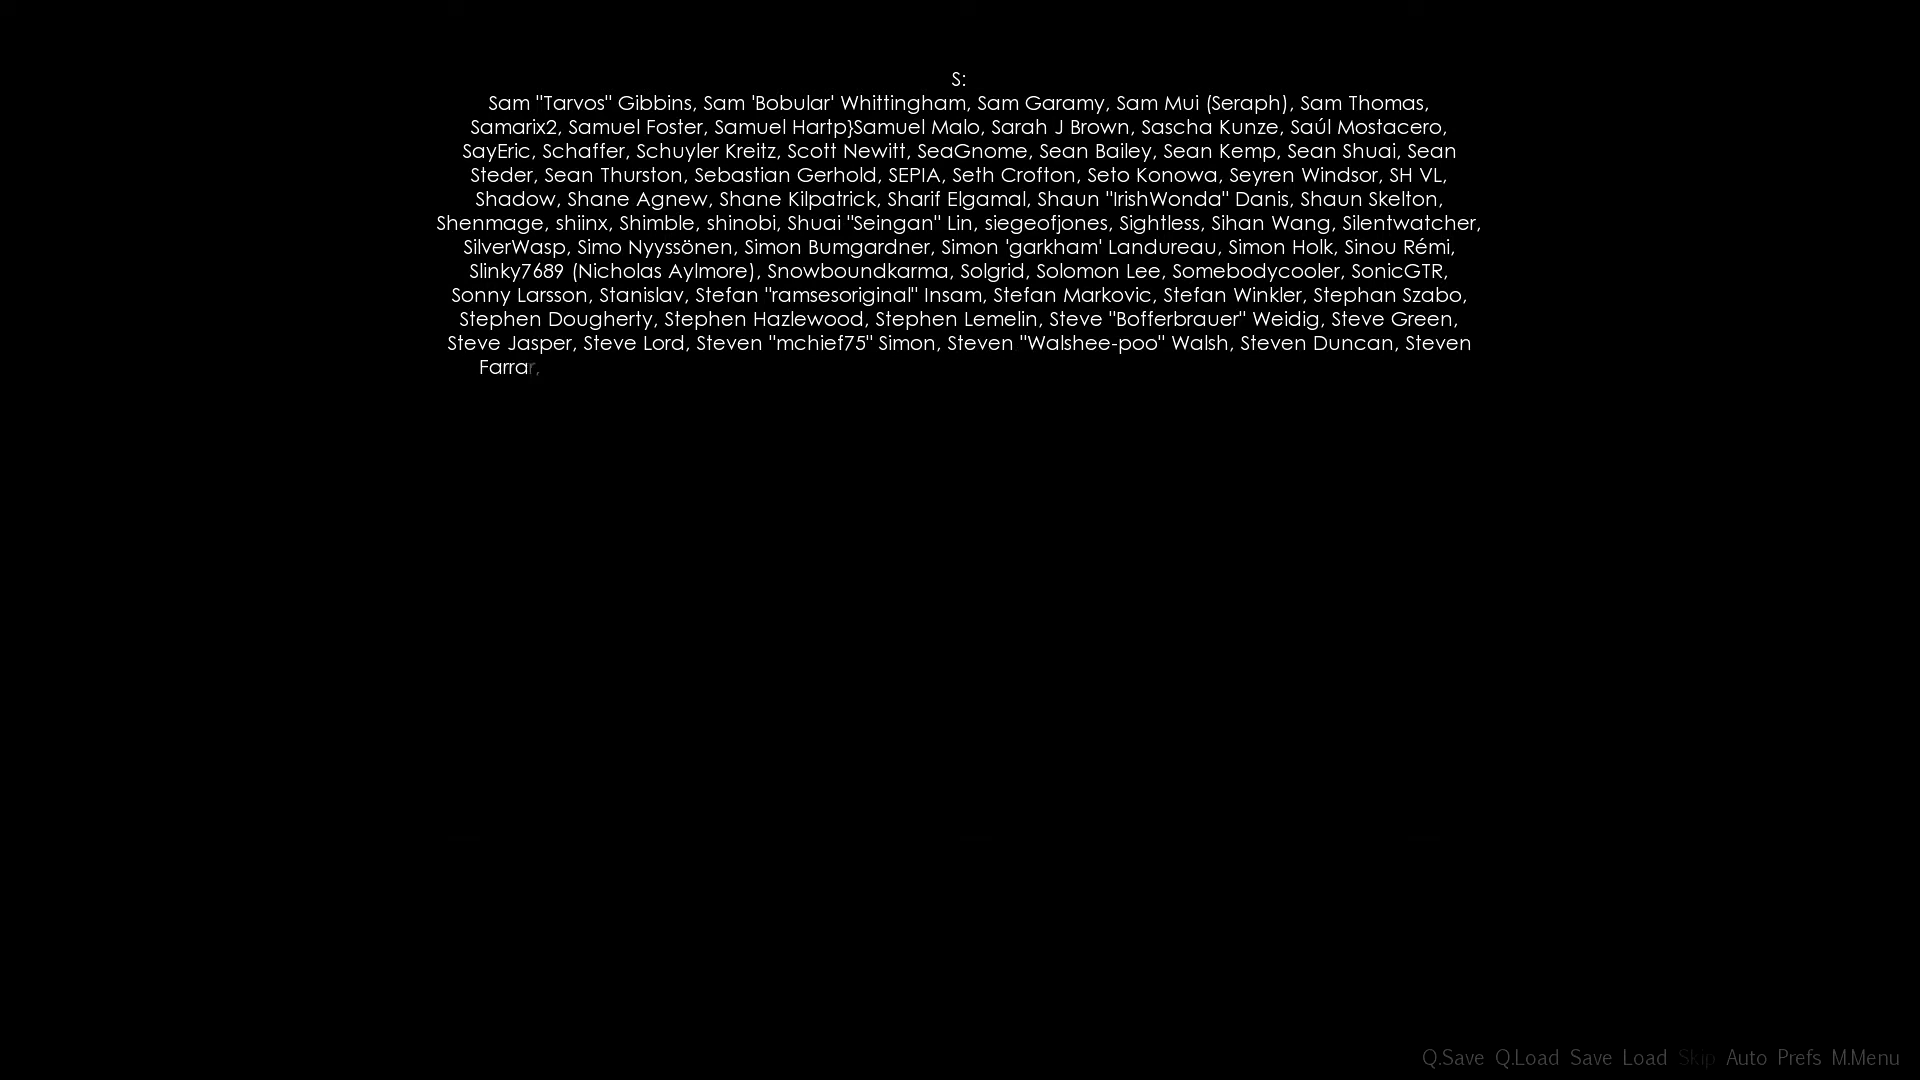 S:
Sam "Tarvos" Gibbins, Sam 'Bobular' Whittingham, Sam Garamy, Sam Mui (Seraph), Sam Thomas,
Samarix2, Samuel Foster, Samuel Hartp}Samuel Malo, Sarah J Brown, Sascha Kunze, Saúl Mostacero,
SayEric, Schaffer, Schuyler Kreitz, Scott Newitt, SeaGnome, Sean Bailey, Sean Kemp, Sean Shuai, Sean
Steder, Sean Thurston, Sebastian Gerhold, SEPIA, Seth Crofton, Seto Konowa, Seyren Windsor, SH VL,
Shadow, Shane Agnew, Shane Kilpatrick, Sharif Elgamal, Shaun "IrishWonda" Danis, Shaun Skelton,
Shenmage, shiinx, Shimble, shinobi, Shuai "Seingan" Lin, siegeofjones, Sightless, Sihan Wang, Silentwatcher,
SilverWasp, Simo Nyyssönen, Simon Bumgardner, Simon 'garkham' Landureau, Simon Holk, Sinou Rémi,
Slinky7689 (Nicholas Aylmore), Snowboundkarma, Solgrid, Solomon Lee, Somebodycooler, SonicGTR,
Sonny Larsson, Stanislav, Stefan "ramsesoriginal" Insam, Stefan Markovic, Stefan Winkler, Stephan Szabo,
Stephen Dougherty, Stephen Hazlewood, Stephen Lemelin, Steve "Bofferbrauer" Weidig, Steve Green,
Steve Jasper, Steve Lord, Steven "mchief75" Simon, Steven "Walshee-poo" Walsh, Steven Duncan, Steven
Farrar,
Q.Save Q.Load Save Load Skip Auto Prefs M.Menu